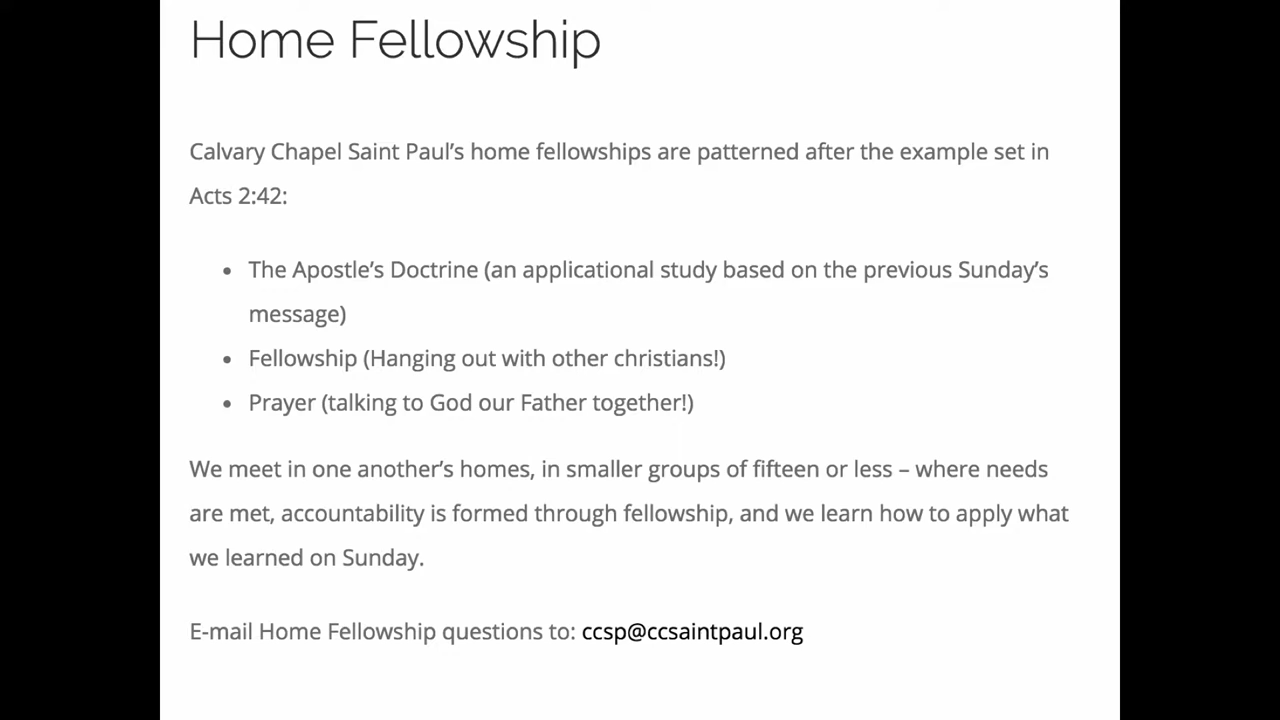 Home Fellowship
Calvary Chapel Saint Paul’s home fellowships are patterned after the example set in
Acts 2:42:
• The Apostle’s Doctrine (an applicational study based on the previous Sunday’s
message)
• Fellowship (Hanging out with other christians!)
• Prayer (talking to God our Father together!)
We meet in one another’s homes, in smaller groups of fifteen or less – where needs
are met, accountability is formed through fellowship, and we learn how to apply what
we learned on Sunday.
E-mail Home Fellowship questions to: ccsp@ccsaintpaul.org